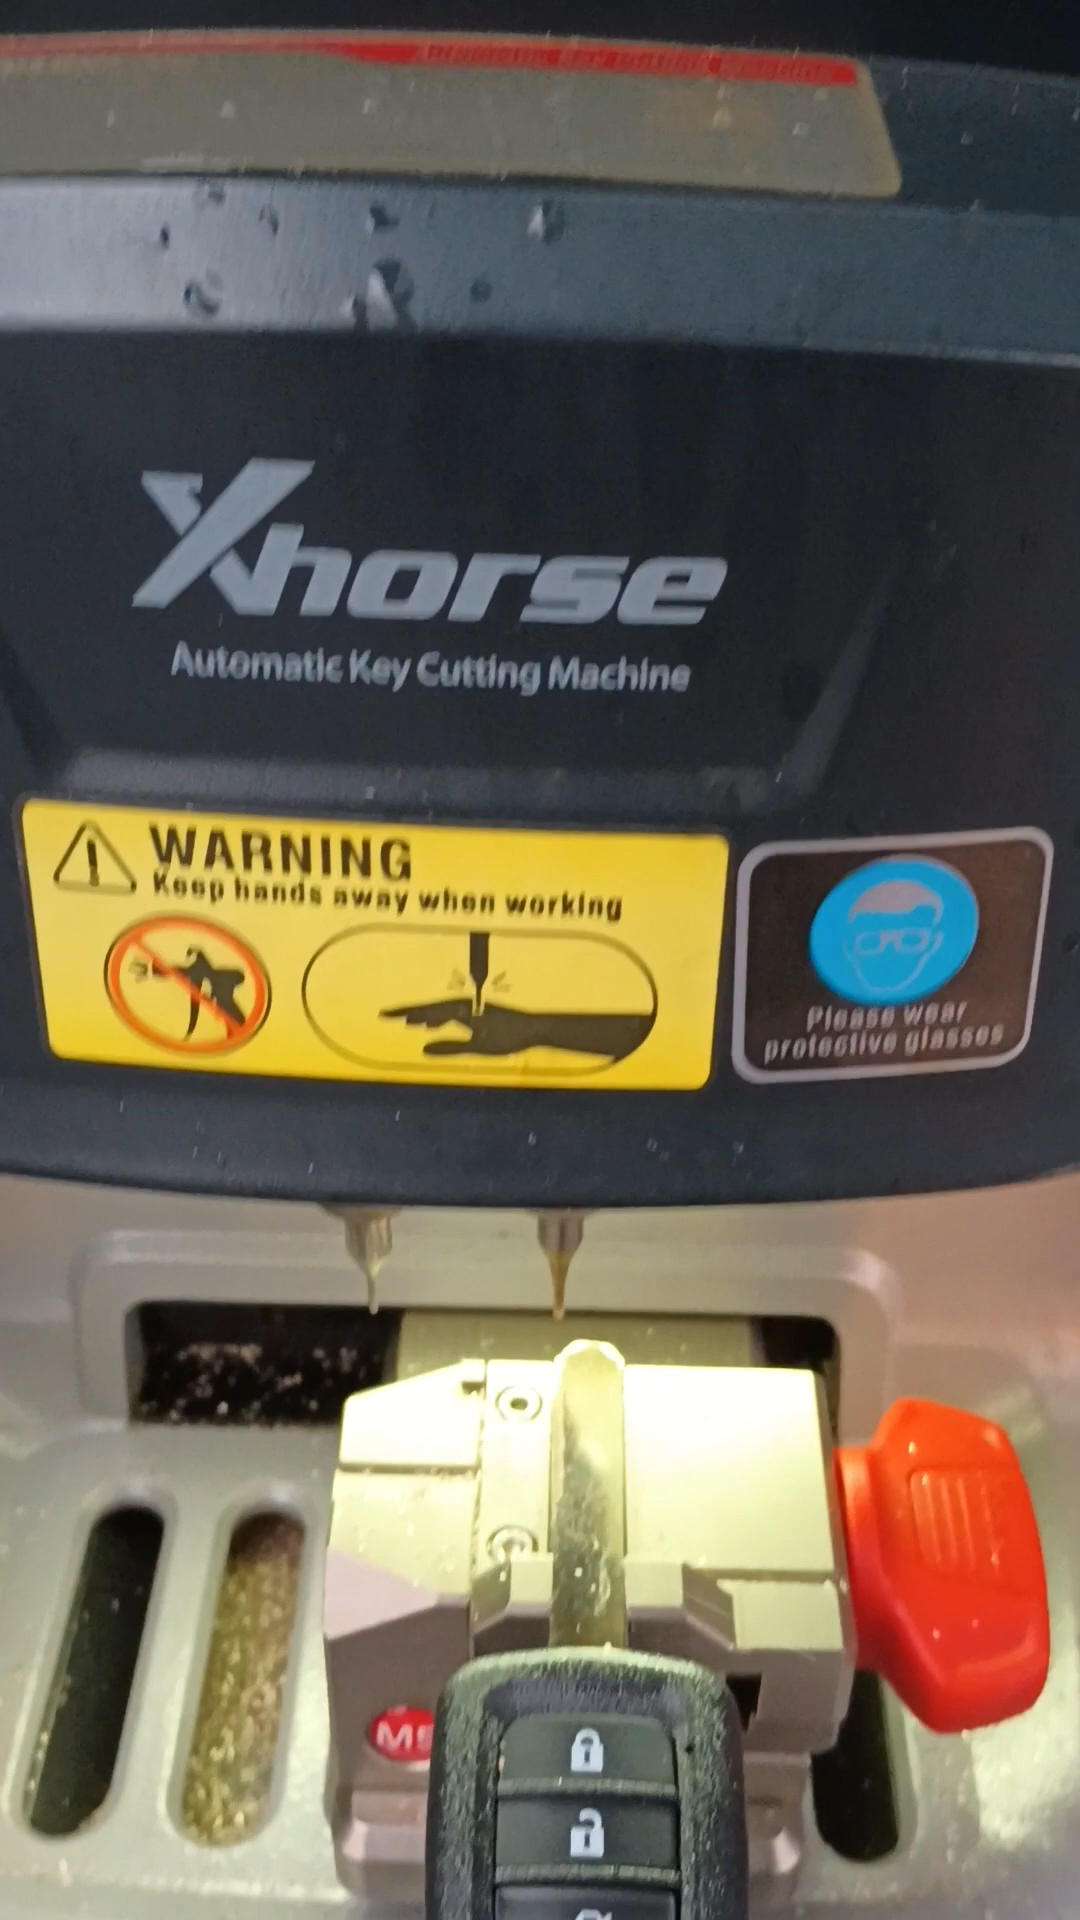 Xhorse
Automatic Key Cutting Machine
WARNING
Keep hands away when working
Please wear
protective glasses